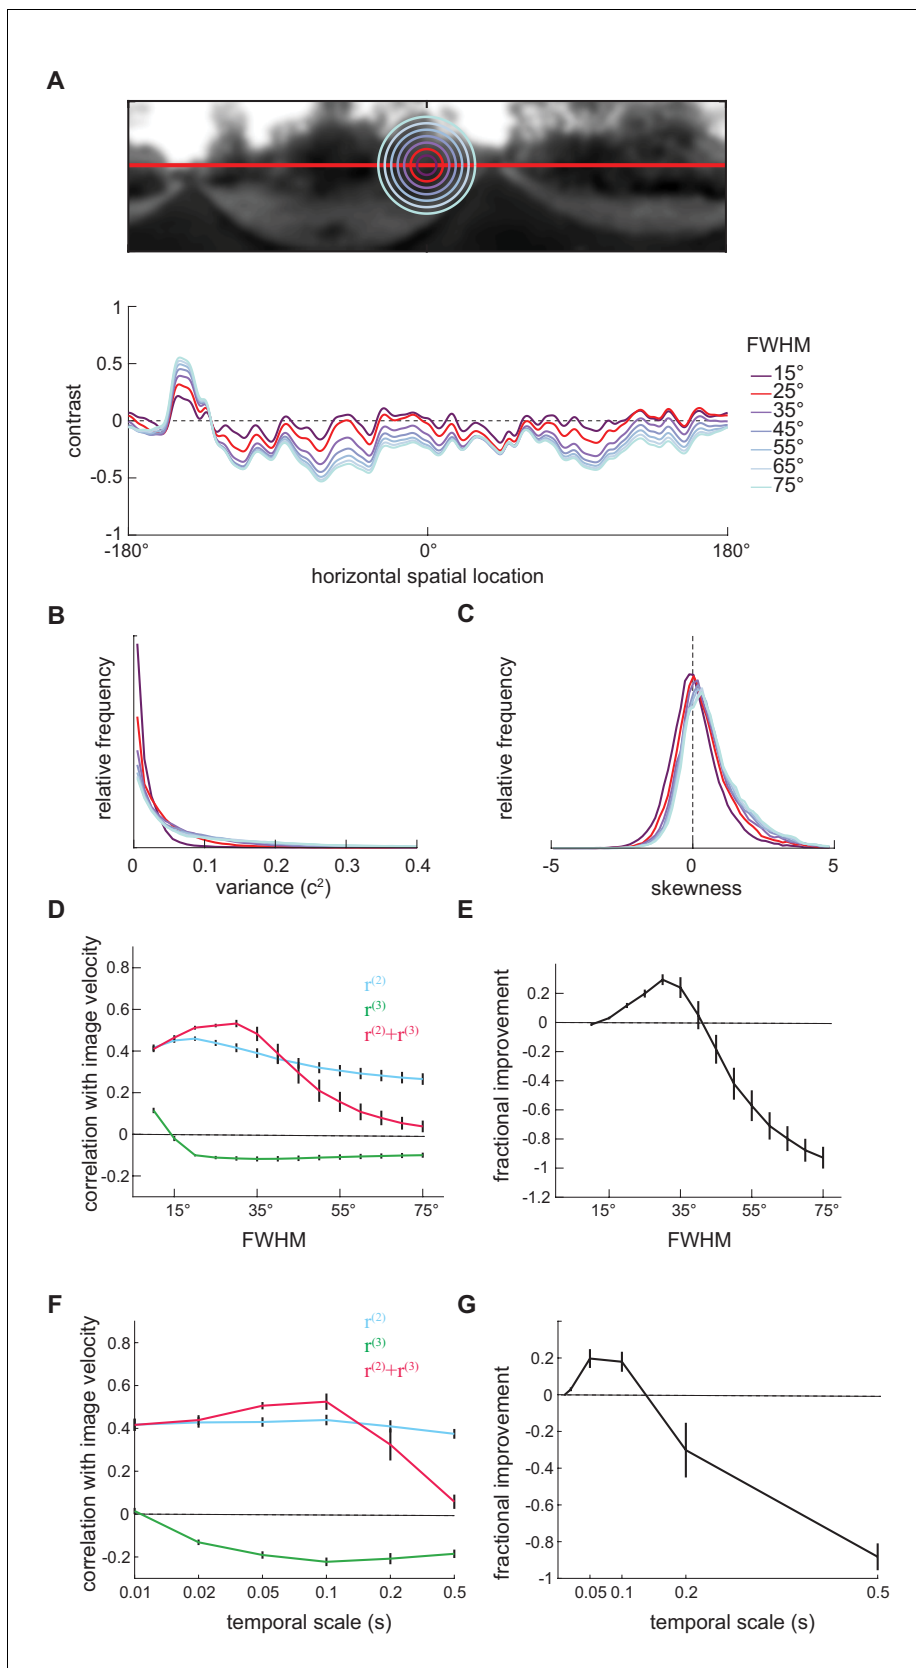 A
1
0.5
0
-0.5
-1
contrast
-180°
0°
180°
horizontal spatial location
FWHM
15°
25°
35°
45°
55°
65°
75°
B
relative frequency
0
0.1
0.2
0.3
0.4
variance (c²)
C
relative frequency
-5
0
5
skewness
D
correlation with image velocity
0.8
0.6
0.4
0.2
0
-0.2
r⁽²⁾
r⁽³⁾
r⁽²⁾+r⁽³⁾
15°
35°
55°
75°
FWHM
E
fractional improvement
0.2
0
-0.2
-0.4
-0.6
-0.8
-1
-1.2
15°
35°
55°
75°
FWHM
F
correlation with image velocity
0.8
0.6
0.4
0.2
0
-0.2
r⁽²⁾
r⁽³⁾
r⁽²⁾+r⁽³⁾
0.01
0.02
0.05
0.1
0.2
0.5
temporal scale (s)
G
fractional improvement
0.2
0
-0.2
-0.4
-0.6
-0.8
-1
0.05
0.1
0.2
0.5
temporal scale (s)